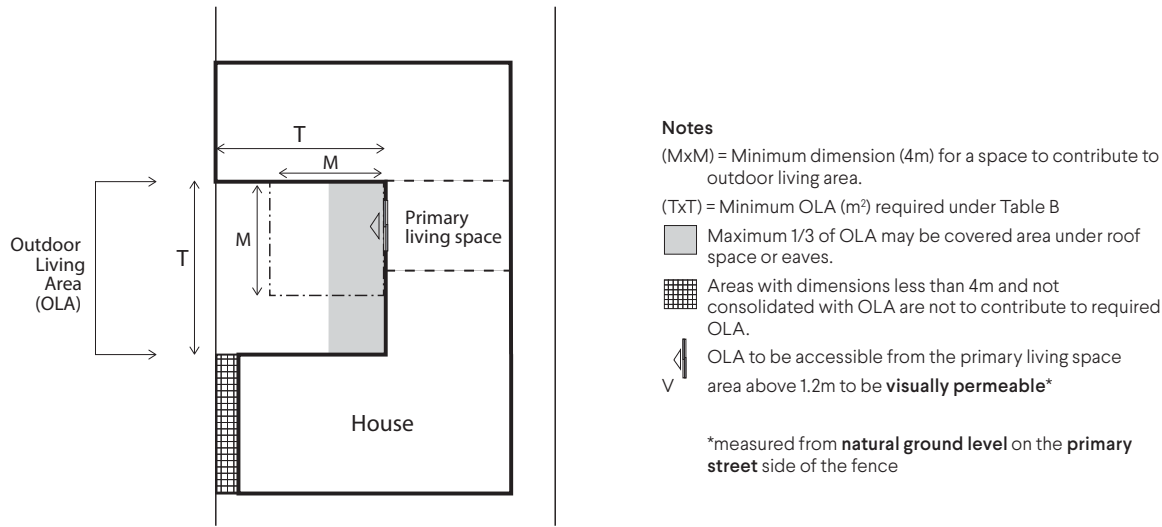 T
M
M
T
Outdoor
Living
Area
(OLA)
Primary
living space
House
Notes
(MxM) = Minimum dimension (4m) for a space to contribute to
outdoor living area.
(TxT) = Minimum OLA (m²) required under Table B
Maximum 1/3 of OLA may be covered area under roof
space or eaves.
Areas with dimensions less than 4m and not
consolidated with OLA are not to contribute to required
OLA.
OLA to be accessible from the primary living space
V area above 1.2m to be visually permeable*
*measured from natural ground level on the primary
street side of the fence